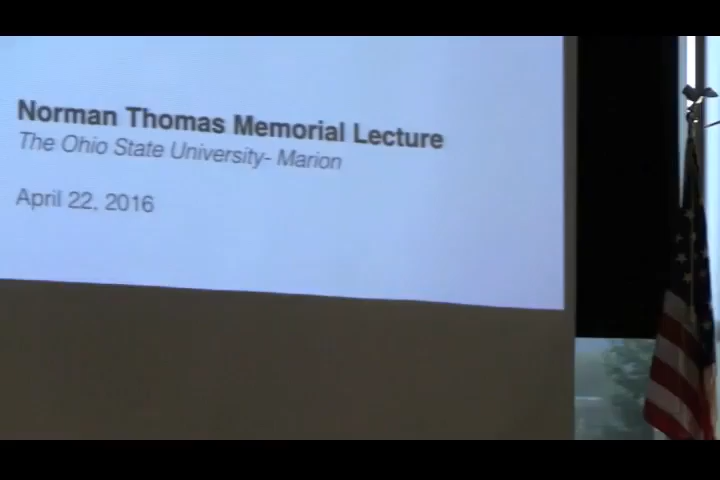 Norman Thomas Memorial Lecture
The Ohio State University- Marion
April 22, 2016